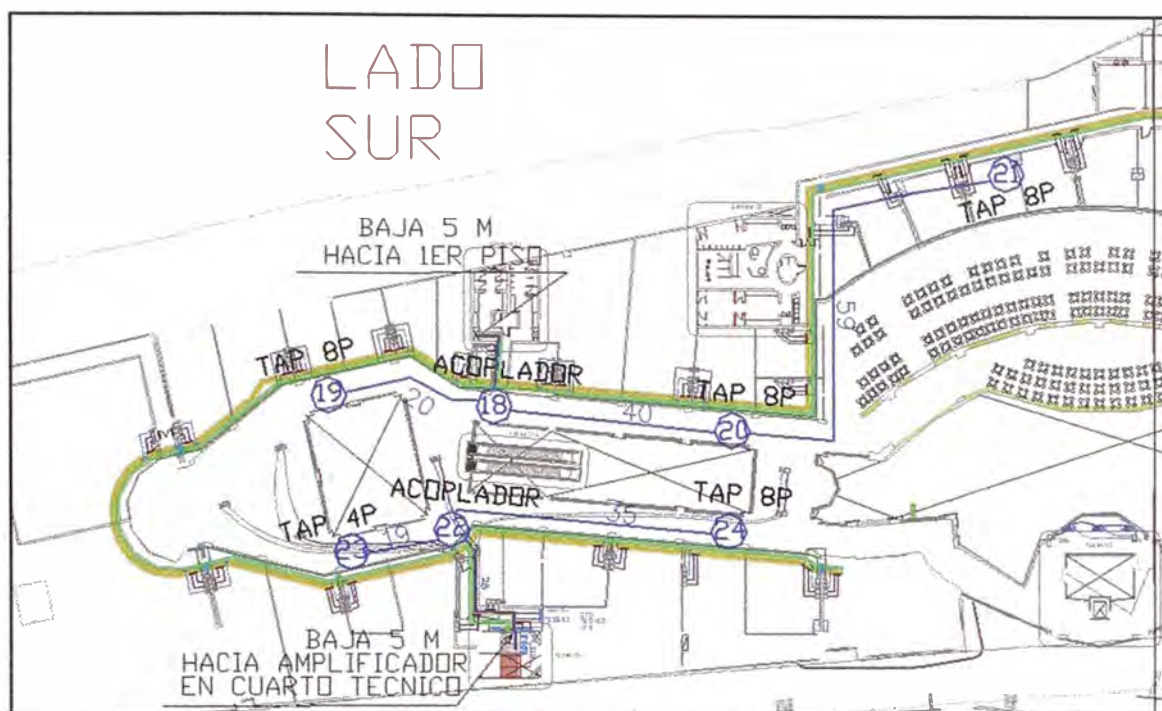 LADO
SUR
BAJA 5 M
HACIA 1ER PISO
21
TAP 8P
59
TAP 8P
19
20
ACOPLADOR
18
40
TAP 8P
20
ACOPLADOR
22
35
TAP 8P
24
TAP 4P
23
19
26
BAJA 5 M
HACIA AMPLIFICADOR
EN CUARTO TECNICO